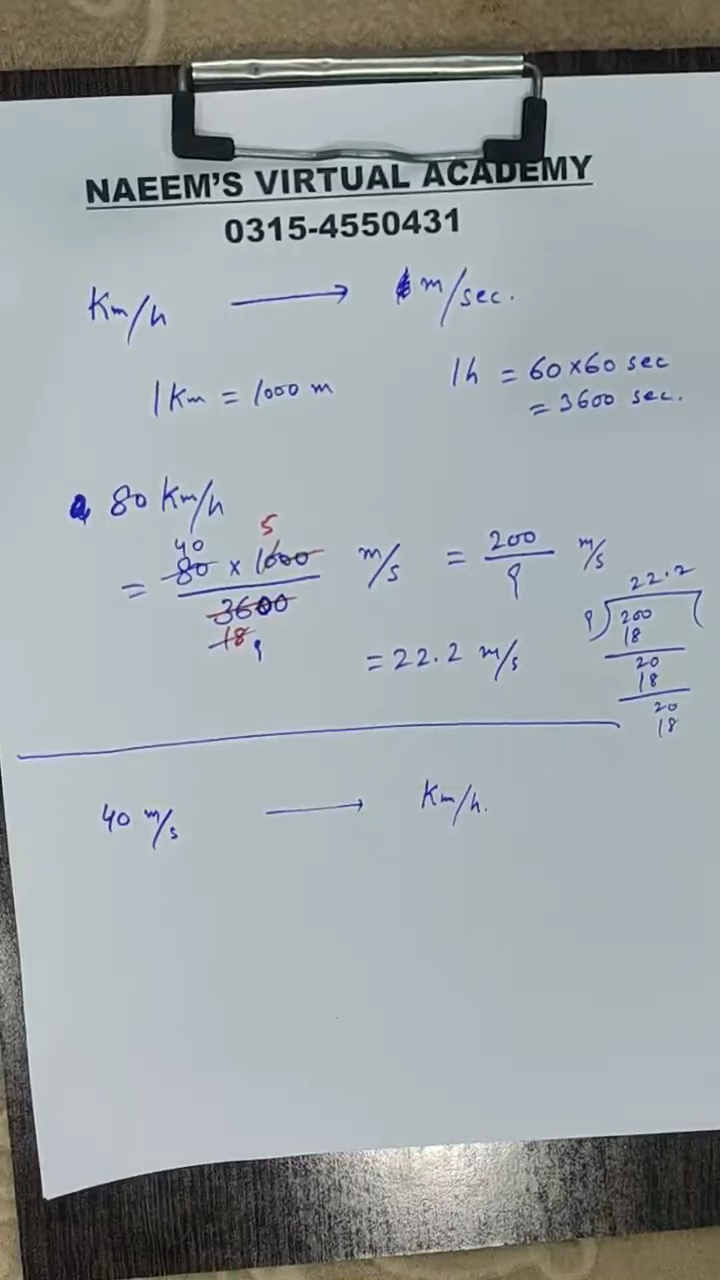 NAEEM'S VIRTUAL ACADEMY
0315-4550431
Km/h ⟶ m/sec.
1 Km = 1000 m
1h = 60×60 sec
= 3600 sec.
80 Km/h
40 5
= 80 × 1000 m/s = 200 m/s
3600 9
18 9
= 22.2 m/s
22.2
9 200
18
20
18
20
18
40 m/s ⟶ Km/h.